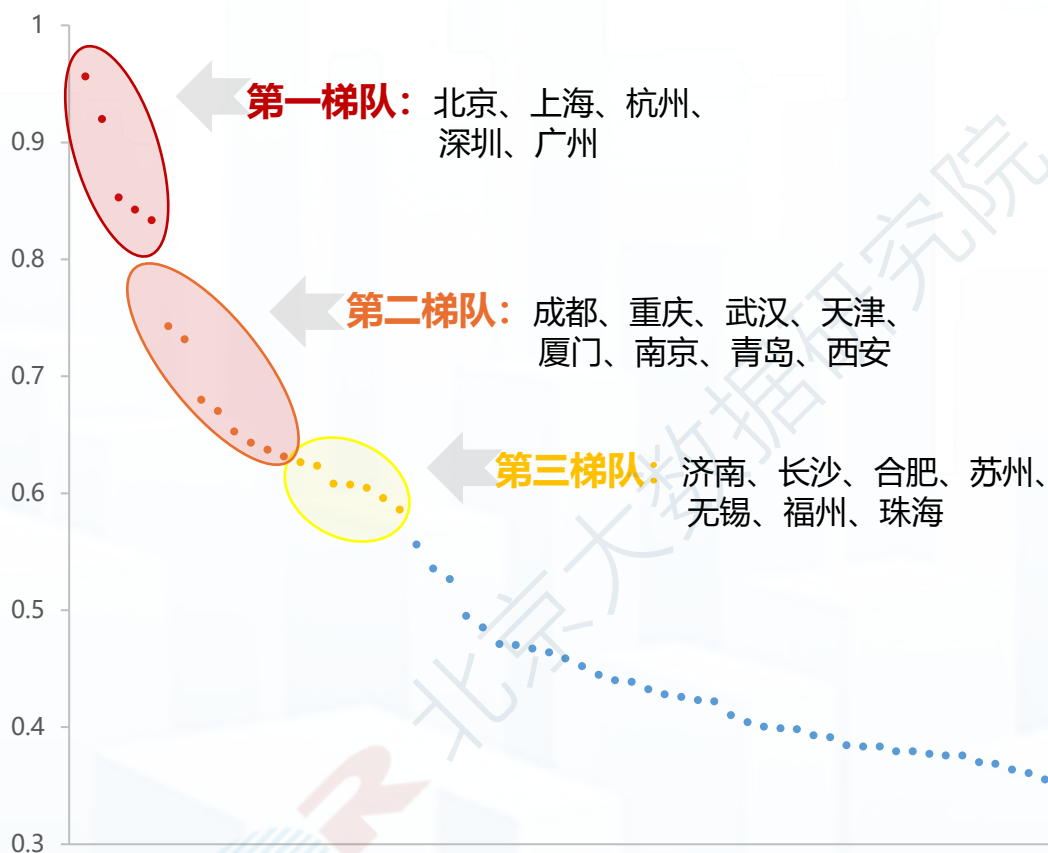 1
0.9
0.8
0.7
0.6
0.5
0.4
0.3
第一梯队：北京、上海、杭州、
深圳、广州
第二梯队：成都、重庆、武汉、天津、
厦门、南京、青岛、西安
第三梯队：济南、长沙、合肥、苏州、
无锡、福州、珠海
北京大数据研究院
R